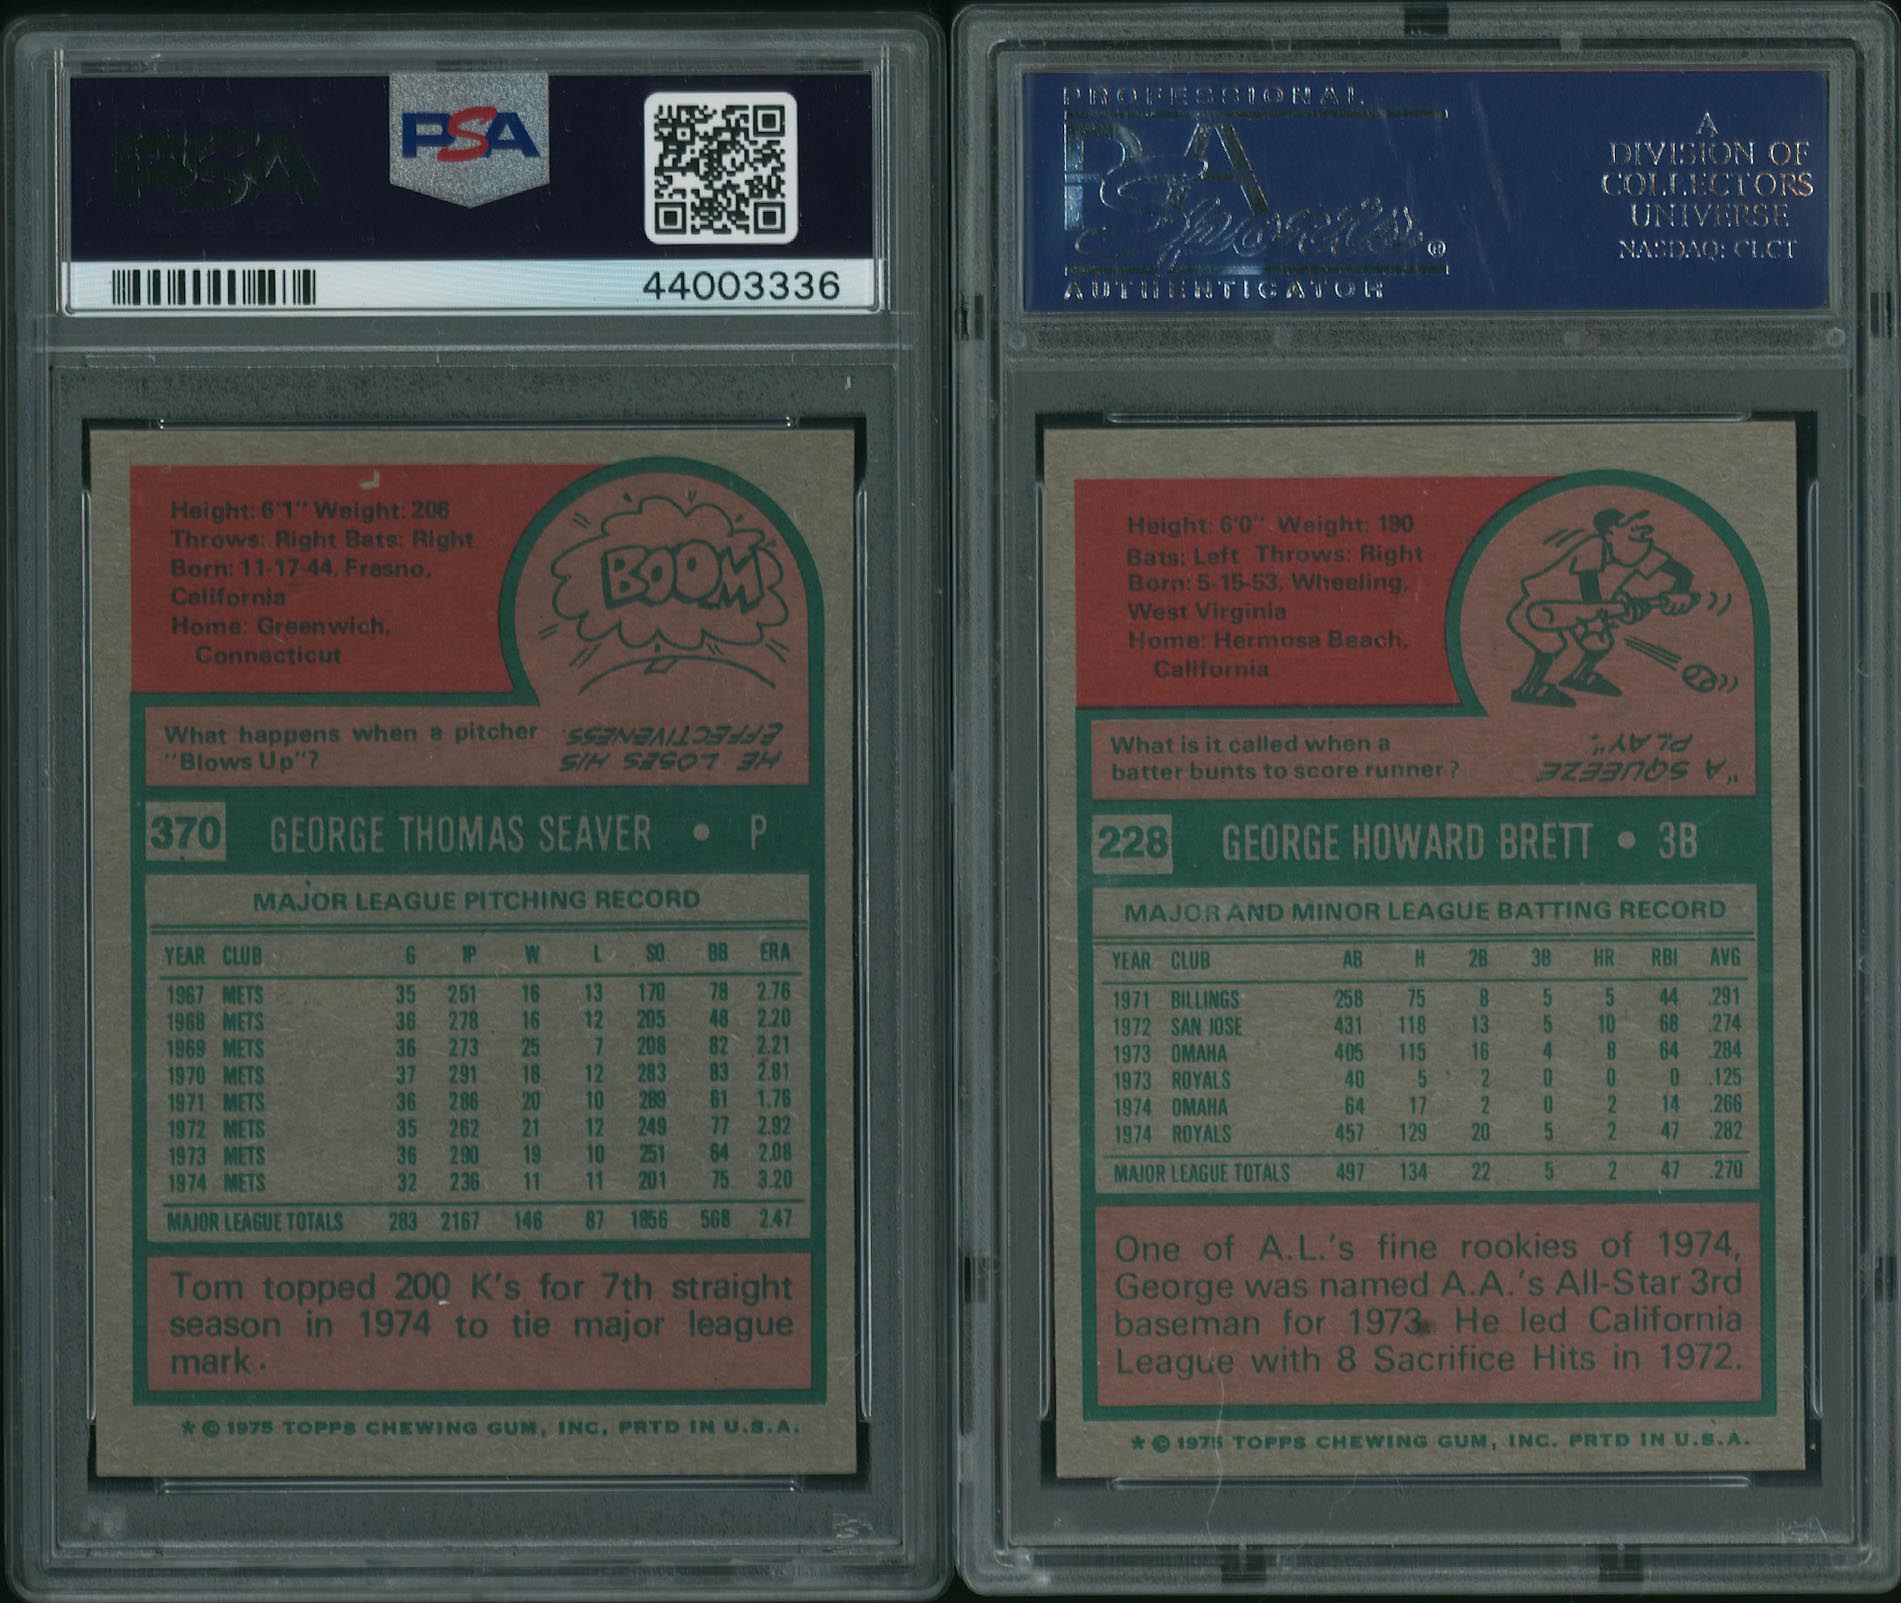 PSA
44003336
Height: 6'1" Weight: 206
Throws: Right Bats: Right
Born: 11-17-44, Fresno,
California
Home: Greenwich,
Connecticut
BOOM!
What happens when a pitcher
"Blows Up"?
HE LOSES HIS
EFFECTIVENESS.
370 GEORGE THOMAS SEAVER • P
MAJOR LEAGUE PITCHING RECORD
YEAR CLUB G IP W L SO BB ERA
1967 METS 35 251 16 13 170 78 2.76
1968 METS 36 278 16 12 205 48 2.20
1969 METS 36 273 25 7 208 82 2.21
1970 METS 37 291 18 12 283 83 2.81
1971 METS 36 286 20 10 289 61 1.76
1972 METS 35 262 21 12 249 77 2.92
1973 METS 36 290 19 10 251 64 2.08
1974 METS 32 236 11 11 201 75 3.20
MAJOR LEAGUE TOTALS 283 2167 146 87 1856 568 2.47
Tom topped 200 K's for 7th straight
season in 1974 to tie major league
mark.
* © 1975 TOPPS CHEWING GUM, INC. PRTD IN U.S.A.
PROFESSIONAL
PSA
Sports®
AUTHENTICATOR
A
DIVISION OF
COLLECTORS
UNIVERSE
NASDAQ: CLCT
Height: 6'0" Weight: 190
Bats: Left Throws: Right
Born: 5-15-53, Wheeling,
West Virginia
Home: Hermosa Beach,
California
What is it called when a
batter bunts to score runner?
"A SQUEEZE
PLAY".
228 GEORGE HOWARD BRETT • 3B
MAJOR AND MINOR LEAGUE BATTING RECORD
YEAR CLUB AB H 2B 3B HR RBI AVG
1971 BILLINGS 258 75 8 5 5 44 .291
1972 SAN JOSE 431 118 13 5 10 68 .274
1973 OMAHA 405 115 16 4 8 64 .284
1973 ROYALS 40 5 2 0 0 0 .125
1974 OMAHA 64 17 2 0 2 14 .266
1974 ROYALS 457 129 20 5 2 47 .282
MAJOR LEAGUE TOTALS 497 134 22 5 2 47 .270
One of A.L.'s fine rookies of 1974,
George was named A.A.'s All-Star 3rd
baseman for 1973. He led California
League with 8 Sacrifice Hits in 1972.
* © 1975 TOPPS CHEWING GUM, INC. PRTD IN U.S.A.